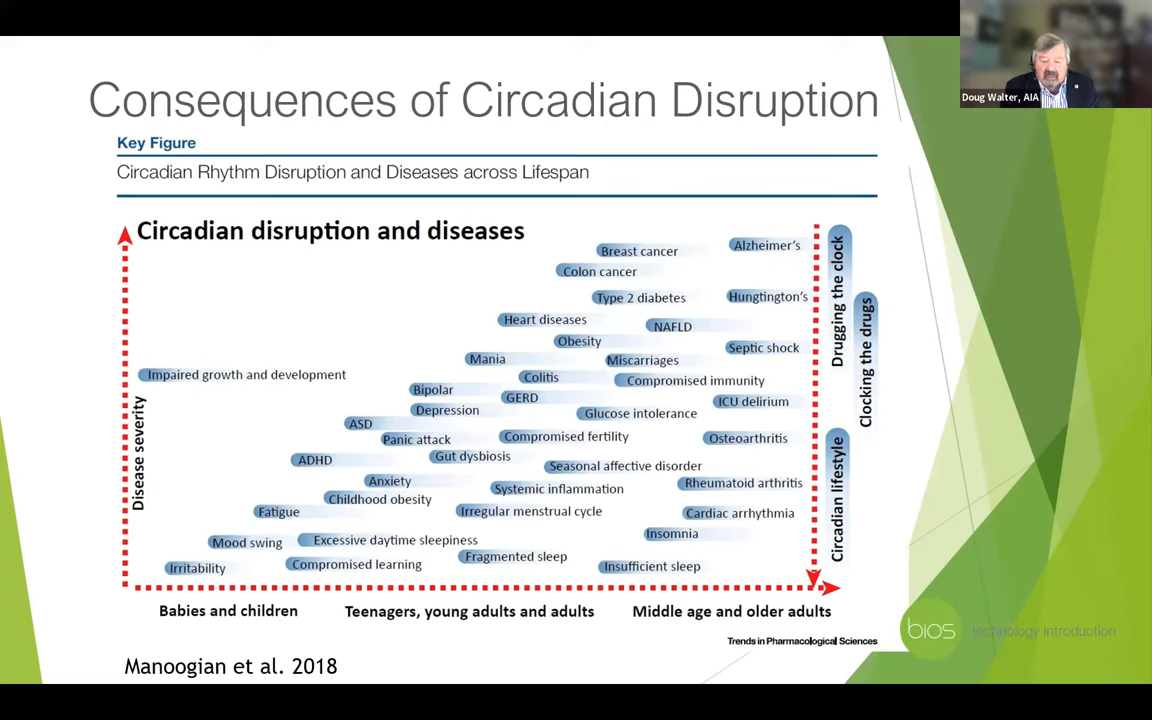 Consequences of Circadian Disruption
Doug Walter, AIA
Key Figure
Circadian Rhythm Disruption and Diseases across Lifespan
Circadian disruption and diseases
Breast cancer
Alzheimer's
Colon cancer
Type 2 diabetes
Hungtington's
Heart diseases
NAFLD
Obesity
Septic shock
Mania
Miscarriages
Impaired growth and development
Colitis
Compromised immunity
Bipolar
GERD
ICU delirium
Depression
Glucose intolerance
ASD
Panic attack
Compromised fertility
Osteoarthritis
ADHD
Gut dysbiosis
Seasonal affective disorder
Anxiety
Systemic inflammation
Rheumatoid arthritis
Childhood obesity
Fatigue
Irregular menstrual cycle
Cardiac arrhythmia
Insomnia
Mood swing
Excessive daytime sleepiness
Fragmented sleep
Irritability
Compromised learning
Insufficient sleep
Disease severity
Drugging the clock
Clocking the drugs
Circadian lifestyle
Babies and children
Teenagers, young adults and adults
Middle age and older adults
bios technology introduction
Trends in Pharmacological Sciences
Manoogian et al. 2018